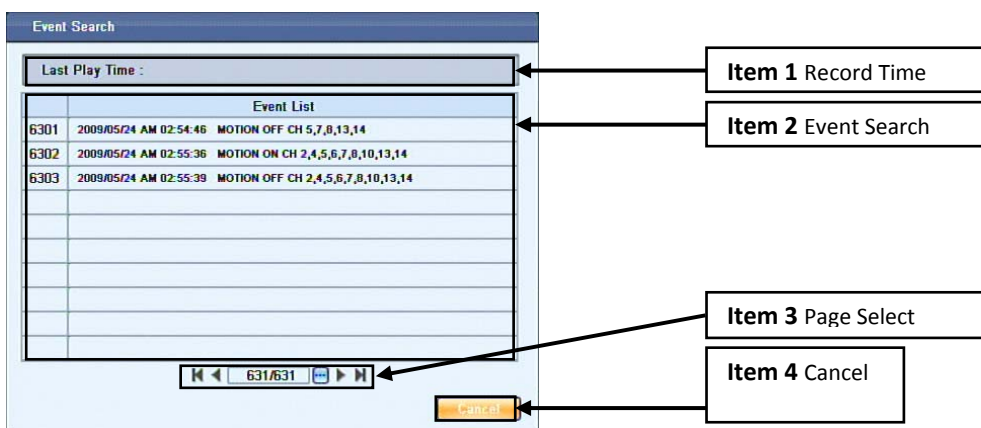 Event Search
Last Play Time :
Event List
6301 2009/05/24 AM 02:54:46 MOTION OFF CH 5,7,8,13,14
6302 2009/05/24 AM 02:55:36 MOTION ON CH 2,4,5,6,7,8,10,13,14
6303 2009/05/24 AM 02:55:39 MOTION OFF CH 2,4,5,6,7,8,10,13,14
631/631
Cancel
Item 1 Record Time
Item 2 Event Search
Item 3 Page Select
Item 4 Cancel